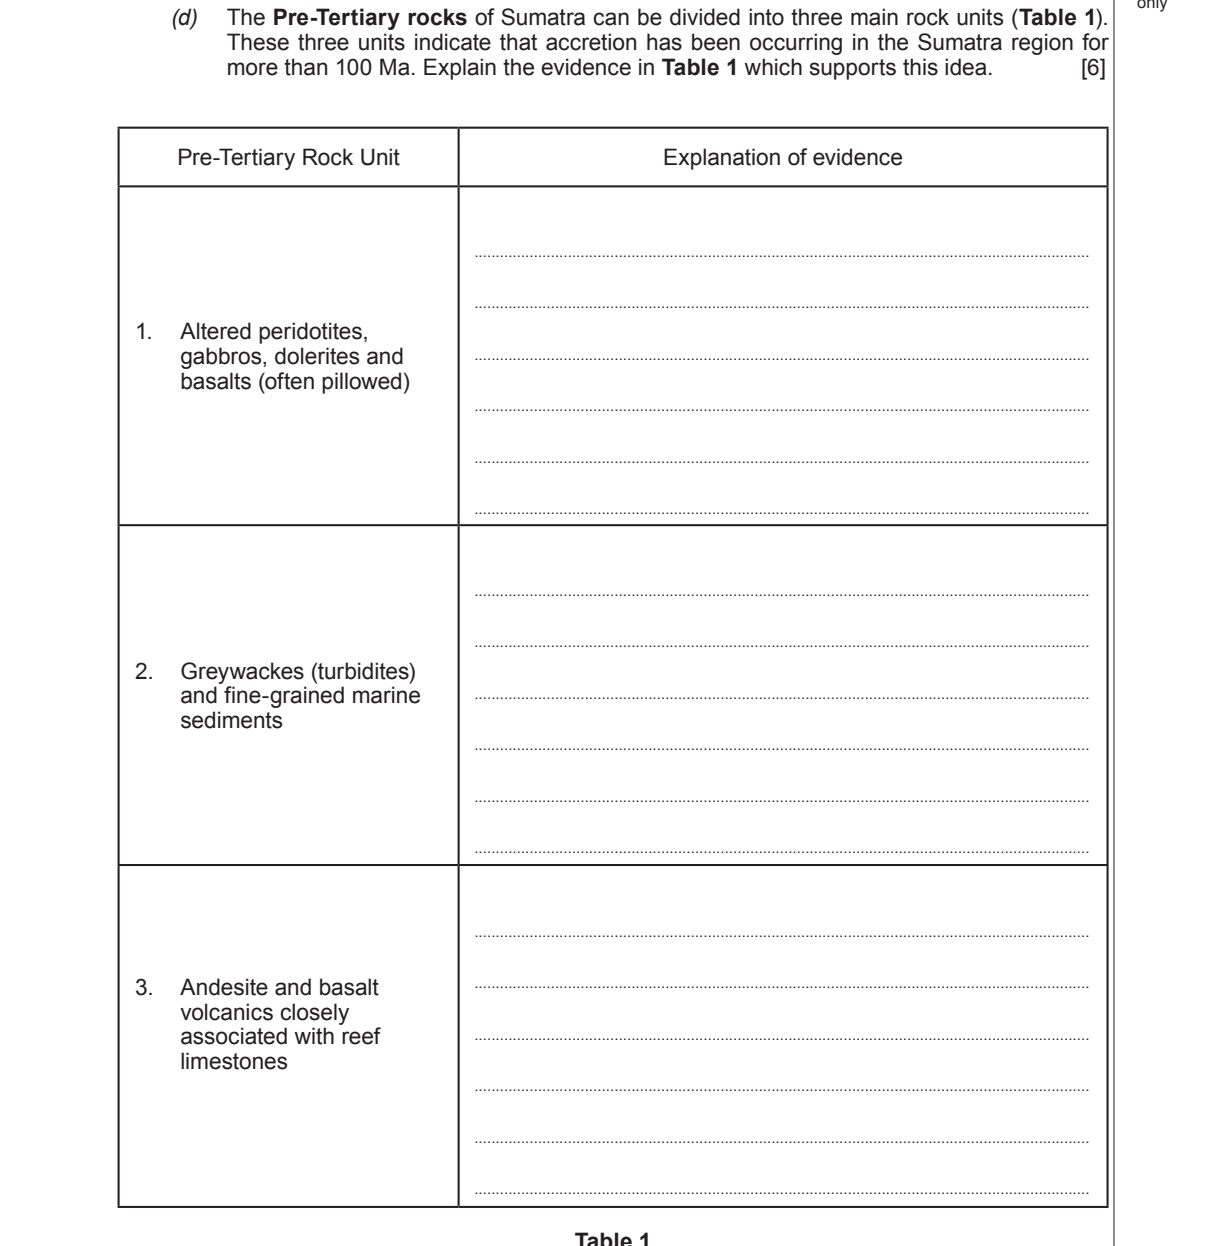 only
(d) The Pre-Tertiary rocks of Sumatra can be divided into three main rock units (Table 1).
These three units indicate that accretion has been occurring in the Sumatra region for
more than 100 Ma. Explain the evidence in Table 1 which supports this idea. [6]
Pre-Tertiary Rock Unit
Explanation of evidence
1. Altered peridotites,
gabbros, dolerites and
basalts (often pillowed)
2. Greywackes (turbidites)
and fine-grained marine
sediments
3. Andesite and basalt
volcanics closely
associated with reef
limestones
Table 1